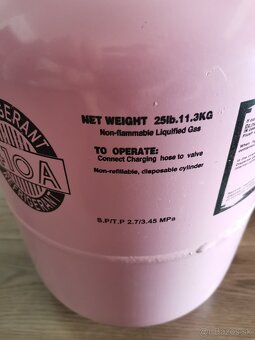 NET WEIGHT 25lb.11.3KG
Non-flammable Liquified Gas
TO OPERATE:
Connect Charging hose to valve
Non-refillable, disposable cylinder
B.P/T.P 2.7/3.45 MPa